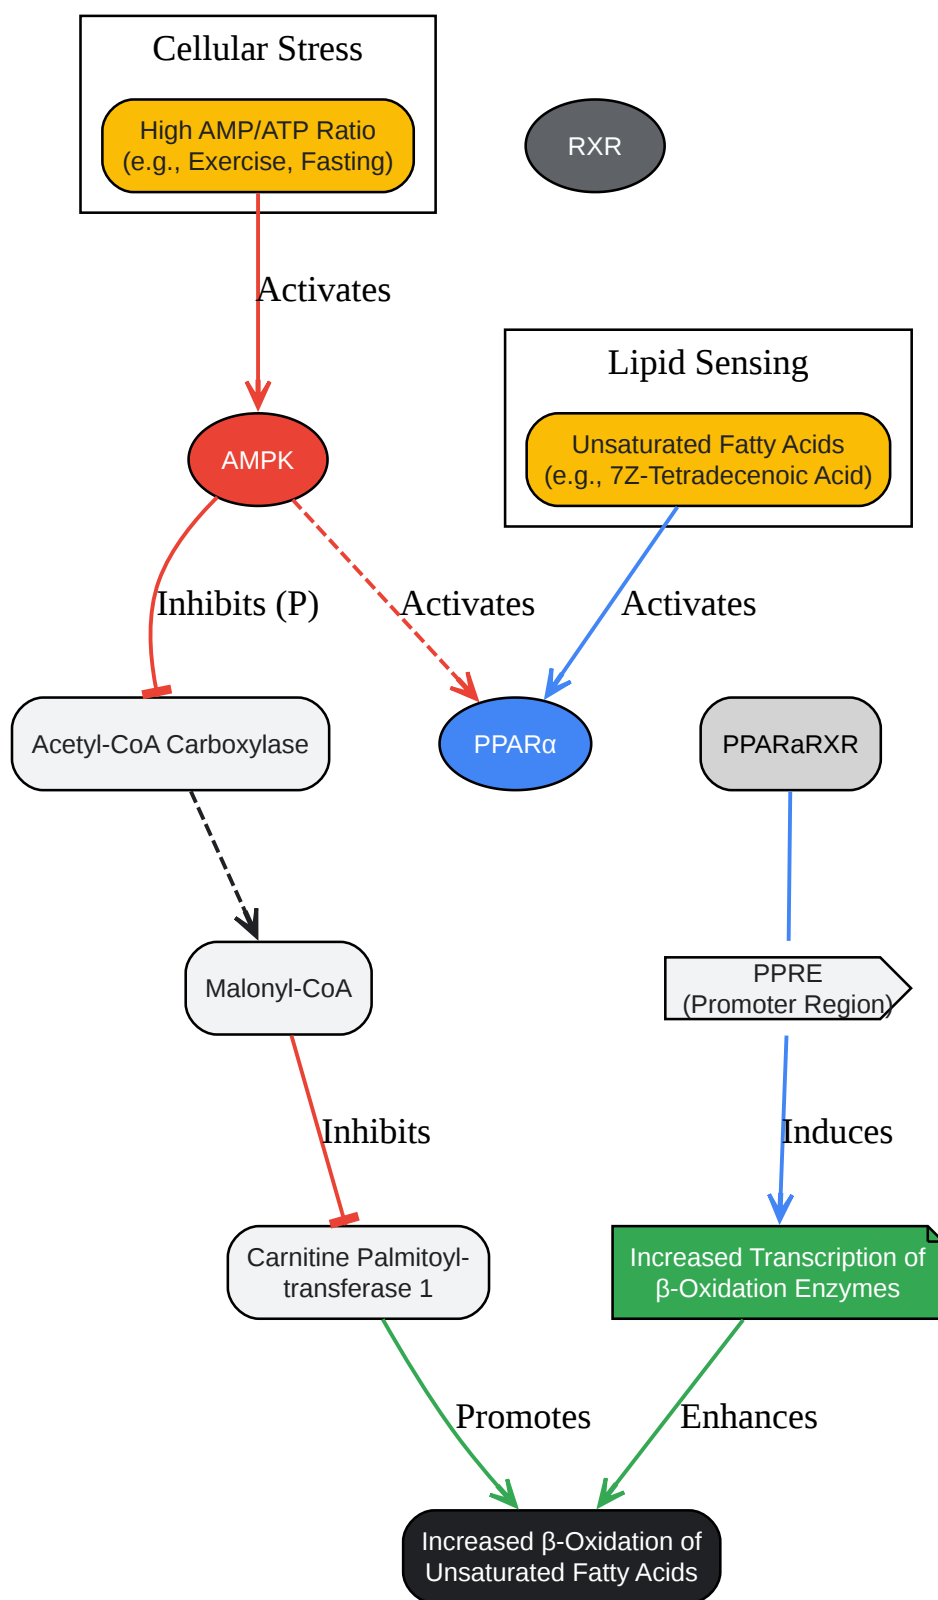 Cellular Stress
High AMP/ATP Ratio
(e.g., Exercise, Fasting)
RXR
Activates
Lipid Sensing
Unsaturated Fatty Acids
(e.g., 7Z-Tetradecenoic Acid)
AMPK
Inhibits (P)
Activates
Activates
Acetyl-CoA Carboxylase
PPARα
PPARaRXR
Malonyl-CoA
PPRE
(Promoter Region)
Inhibits
Induces
Carnitine Palmitoyl-
transferase 1
Increased Transcription of
β-Oxidation Enzymes
Promotes
Enhances
Increased β-Oxidation of
Unsaturated Fatty Acids